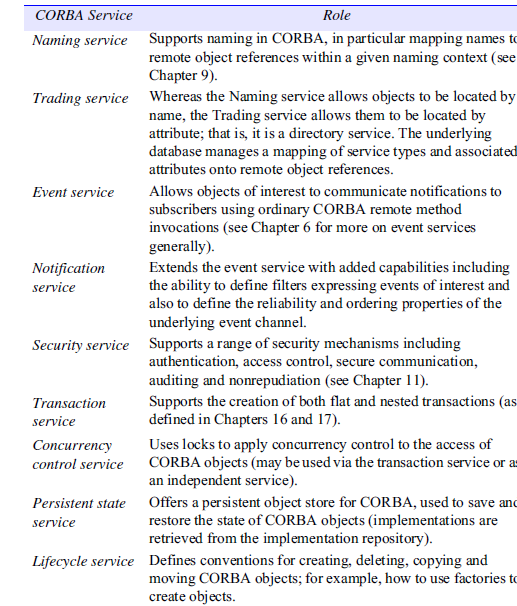 CORBA Service Role
Naming service Supports naming in CORBA, in particular mapping names to
remote object references within a given naming context (see
Chapter 9).
Trading service Whereas the Naming service allows objects to be located by
name, the Trading service allows them to be located by
attribute; that is, it is a directory service. The underlying
database manages a mapping of service types and associated
attributes onto remote object references.
Event service Allows objects of interest to communicate notifications to
subscribers using ordinary CORBA remote method
invocations (see Chapter 6 for more on event services
generally).
Notification Extends the event service with added capabilities including
service the ability to define filters expressing events of interest and
also to define the reliability and ordering properties of the
underlying event channel.
Security service Supports a range of security mechanisms including
authentication, access control, secure communication,
auditing and nonrepudiation (see Chapter 11).
Transaction Supports the creation of both flat and nested transactions (as
service defined in Chapters 16 and 17).
Concurrency Uses locks to apply concurrency control to the access of
control service CORBA objects (may be used via the transaction service or as
an independent service).
Persistent state Offers a persistent object store for CORBA, used to save and
service restore the state of CORBA objects (implementations are
retrieved from the implementation repository).
Lifecycle service Defines conventions for creating, deleting, copying and
moving CORBA objects; for example, how to use factories to
create objects.